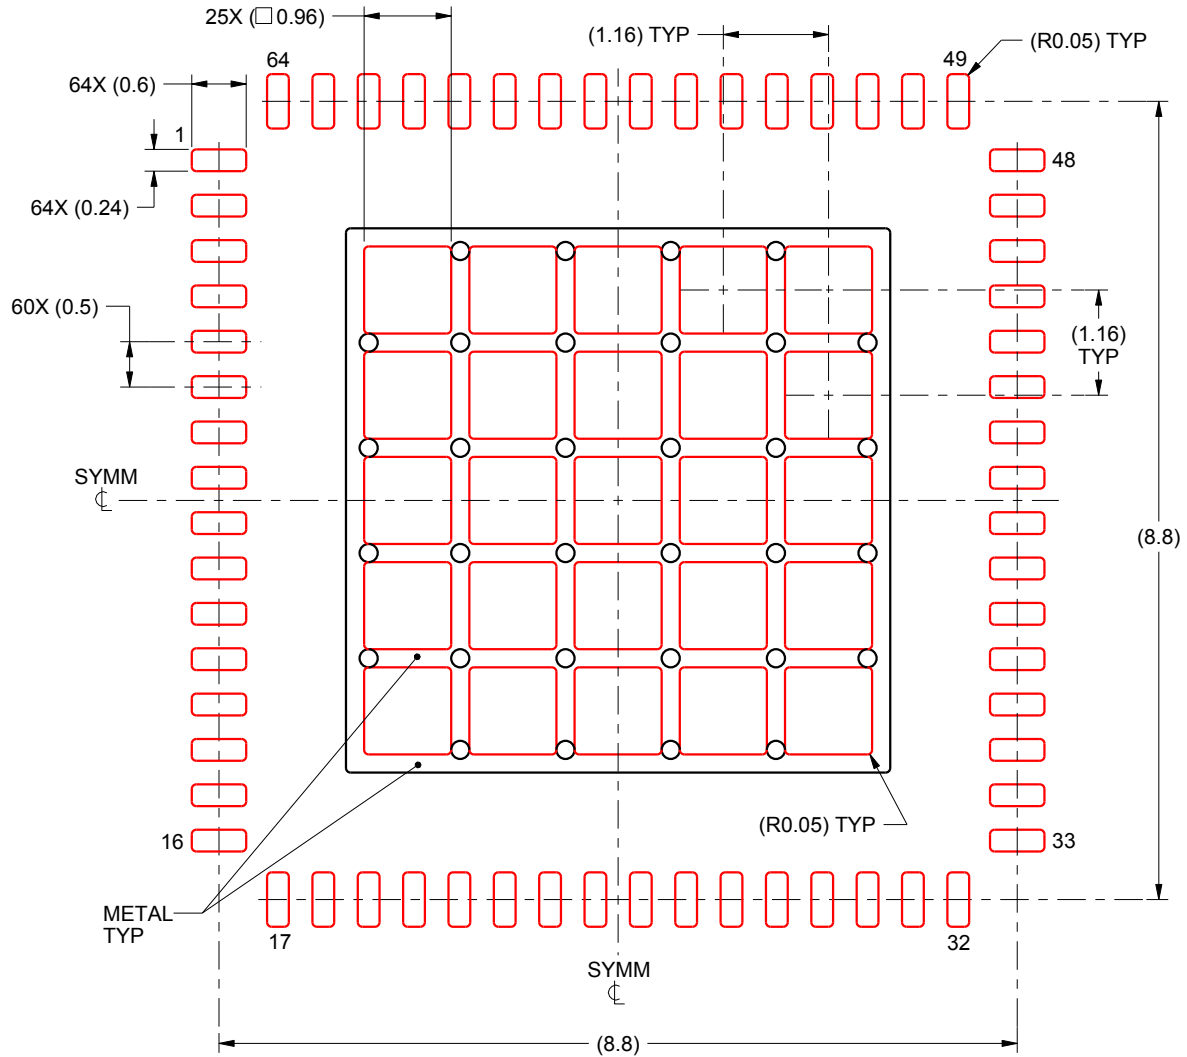 25X (□ 0.96)
(1.16) TYP
(R0.05) TYP
64
49
64X (0.6)
1
48
64X (0.24)
60X (0.5)
(1.16)
TYP
SYMM
(8.8)
(R0.05) TYP
16
33
METAL
TYP
17
32
SYMM
(8.8)